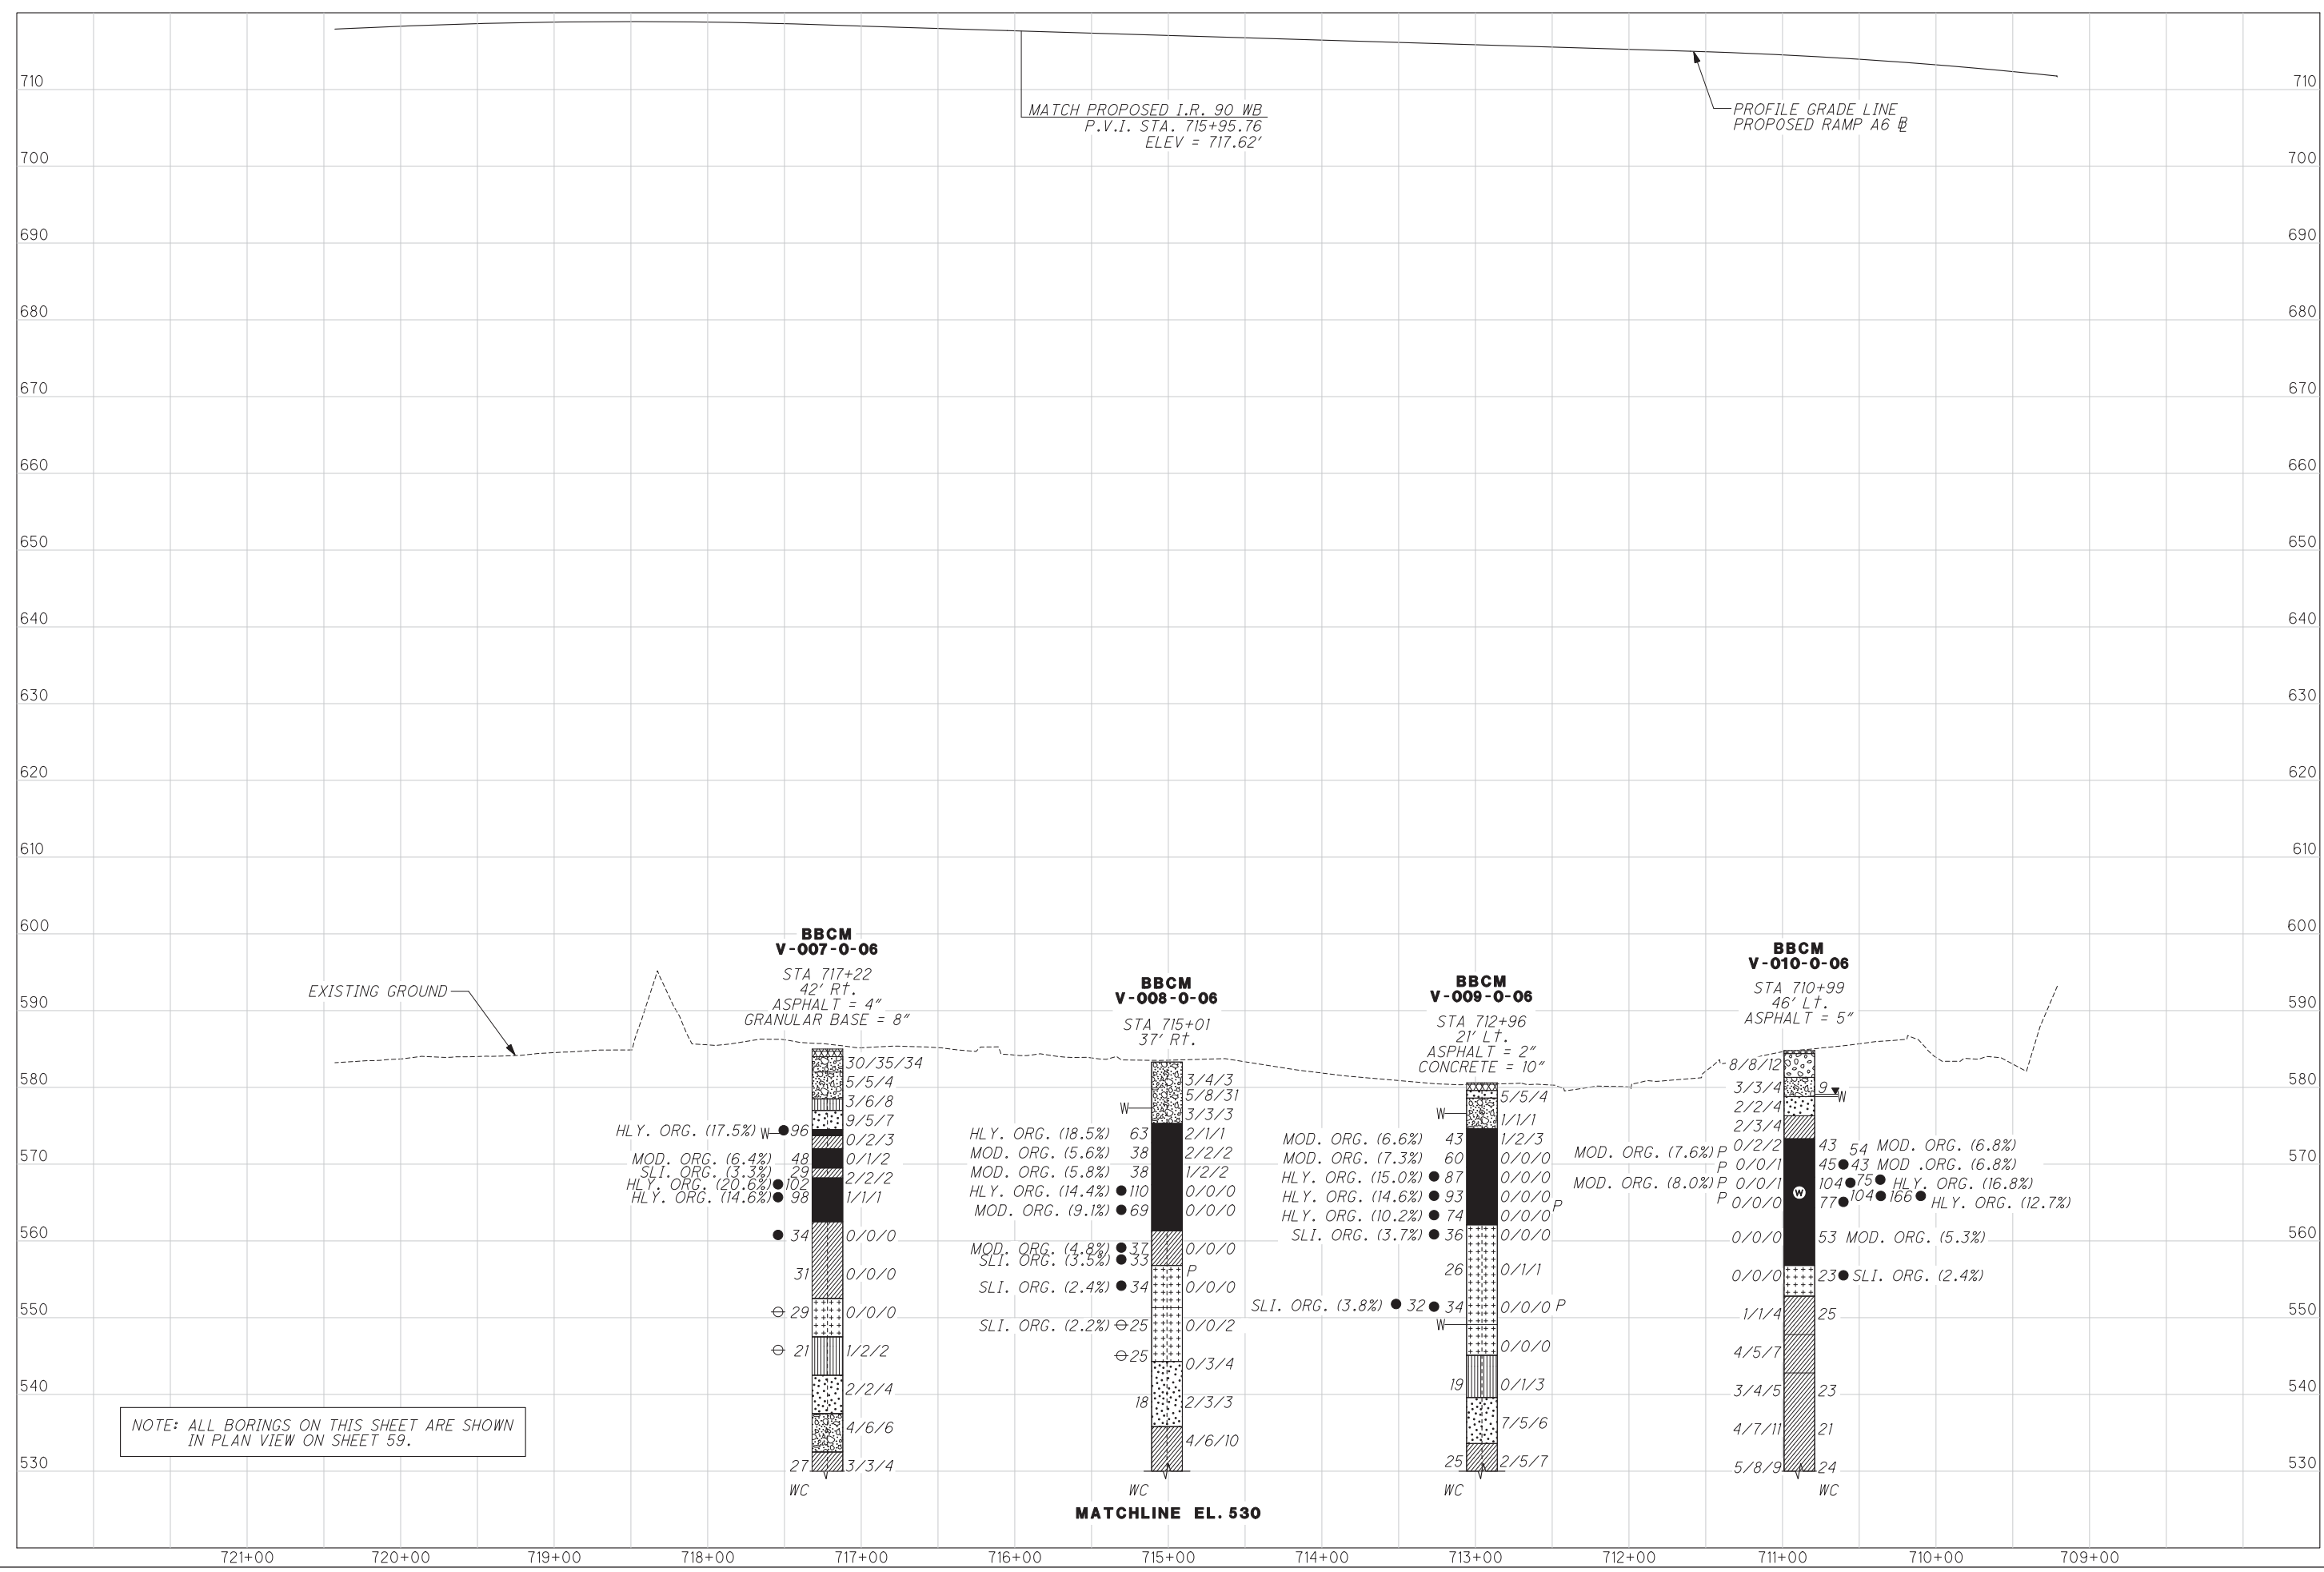 MATCH PROPOSED I.R. 90 WB
P.V.I. STA. 715+95.76
ELEV = 717.62'
PROFILE GRADE LINE
PROPOSED RAMP A6 ⅊
710 710
700 700
690 690
680 680
670 670
660 660
650 650
640 640
630 630
620 620
610 610
600 600
590 590
580 580
570 570
560 560
550 550
540 540
530 530
EXISTING GROUND
BBCM
V-007-0-06
STA 717+22
42' Rt.
ASPHALT = 4"
GRANULAR BASE = 8"
30/35/34
5/5/4
3/6/8
9/5/7
HLY. ORG. (17.5%) W 96
0/2/3
MOD. ORG. (6.4%) 48 0/1/2
SLI. ORG. (3.3%) 29 2/2/2
HLY. ORG. (20.6%) 102
HLY. ORG. (14.6%) 98 1/1/1
34 0/0/0
31 0/0/0
29 0/0/0
21 1/2/2
2/2/4
4/6/6
27 3/3/4
WC
BBCM
V-008-0-06
STA 715+01
37' Rt.
3/4/3
5/8/31
W
3/3/3
HLY. ORG. (18.5%) 63 2/1/1
MOD. ORG. (5.6%) 38 2/2/2
MOD. ORG. (5.8%) 38 1/2/2
HLY. ORG. (14.4%) 110 0/0/0
MOD. ORG. (9.1%) 69 0/0/0
MOD. ORG. (4.8%) 37 0/0/0
SLI. ORG. (3.5%) 33
P
SLI. ORG. (2.4%) 34 0/0/0
SLI. ORG. (2.2%) 25 0/0/2
25 0/3/4
18 2/3/3
4/6/10
WC
BBCM
V-009-0-06
STA 712+96
21' Lt.
ASPHALT = 2"
CONCRETE = 10"
5/5/4
W 1/1/1
MOD. ORG. (6.6%) 43 1/2/3
MOD. ORG. (7.3%) 60 0/0/0
HLY. ORG. (15.0%) 87 0/0/0
HLY. ORG. (14.6%) 93 0/0/0
HLY. ORG. (10.2%) 74 0/0/0 P
SLI. ORG. (3.7%) 36 0/0/0
26 0/1/1
SLI. ORG. (3.8%) 32 34 0/0/0 P
W
0/0/0
19 0/1/3
7/5/6
25 2/5/7
WC
BBCM
V-010-0-06
STA 710+99
46' Lt.
ASPHALT = 5"
8/8/12
3/3/4 9
W
2/2/4
2/3/4
0/2/2 43 54 MOD. ORG. (6.8%)
MOD. ORG. (7.6%) P
P 0/0/1 45 43 MOD .ORG. (6.8%)
MOD. ORG. (8.0%) P 0/0/1 104 75 HLY. ORG. (16.8%)
W
P 0/0/0 77 104 166 HLY. ORG. (12.7%)
0/0/0 53 MOD. ORG. (5.3%)
0/0/0 23 SLI. ORG. (2.4%)
1/1/4 25
4/5/7
3/4/5 23
4/7/11 21
5/8/9 24
WC
NOTE: ALL BORINGS ON THIS SHEET ARE SHOWN
IN PLAN VIEW ON SHEET 59.
MATCHLINE EL. 530
721+00 720+00 719+00 718+00 717+00 716+00 715+00 714+00 713+00 712+00 711+00 710+00 709+00